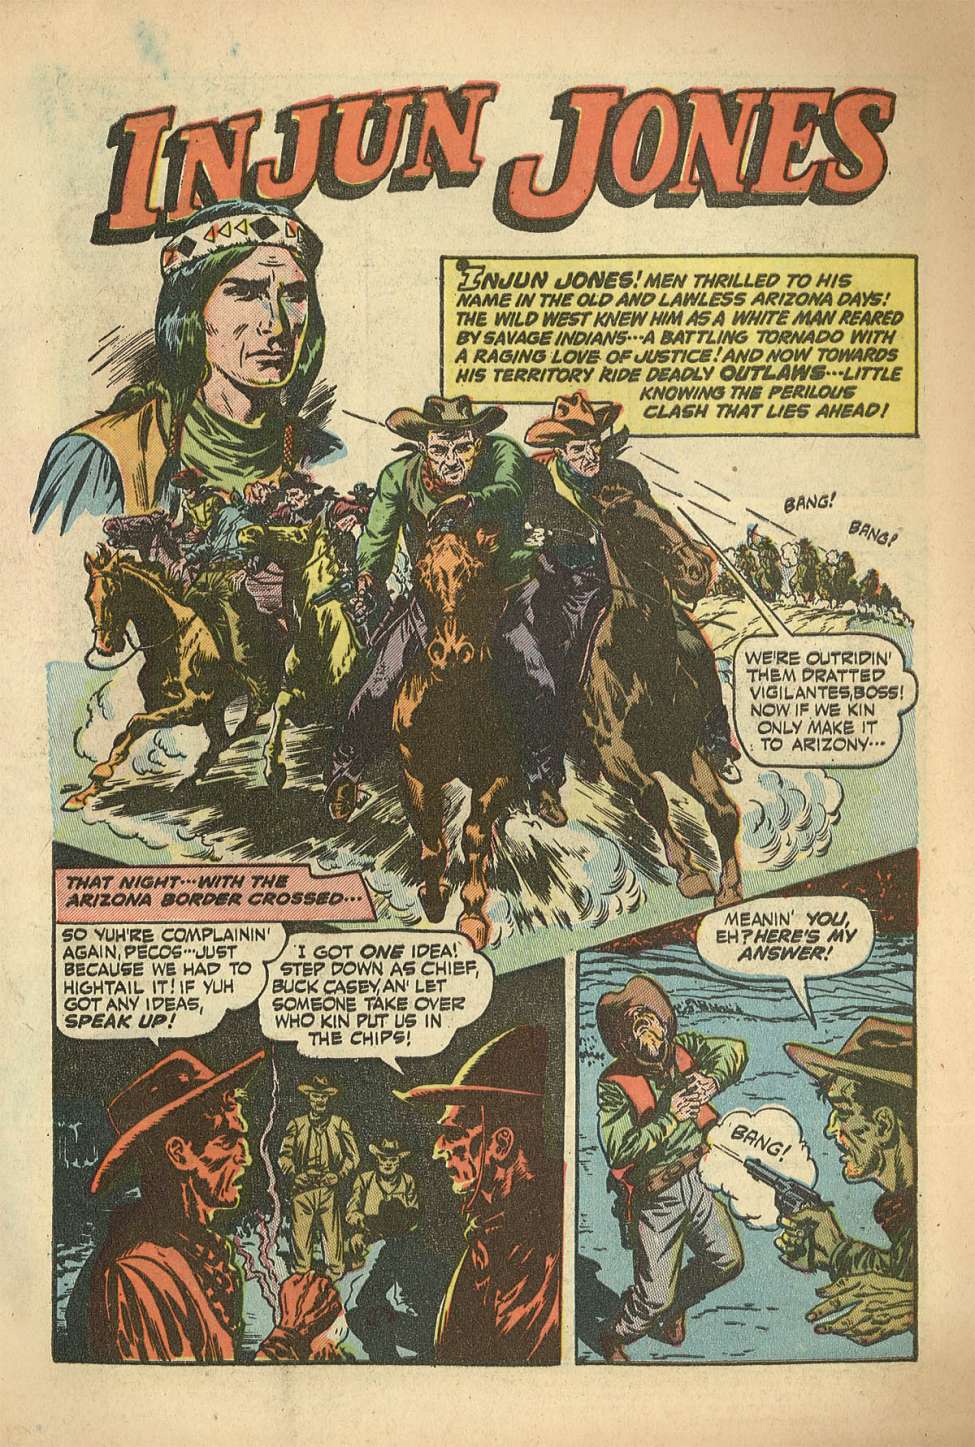 INJUN JONES
INJUN JONES! MEN THRILLED TO HIS
NAME IN THE OLD AND LAWLESS ARIZONA DAYS!
THE WILD WEST KNEW HIM AS A WHITE MAN REARED
BY SAVAGE INDIANS---A BATTLING TORNADO WITH
A RAGING LOVE OF JUSTICE! AND NOW TOWARDS
HIS TERRITORY RIDE DEADLY OUTLAWS---LITTLE
KNOWING THE PERILOUS
CLASH THAT LIES AHEAD!
BANG!
BANG!
WE'RE OUTRIDIN'
THEM DRATTED
VIGILANTES, BOSS!
NOW IF WE KIN
ONLY MAKE IT
TO ARIZONY---
THAT NIGHT---WITH THE
ARIZONA BORDER CROSSED---
SO YUH'RE COMPLAININ'
AGAIN, PECOS---JUST
BECAUSE WE HAD TO
HIGHTAIL IT! IF YUH
GOT ANY IDEAS,
SPEAK UP!
I GOT ONE IDEA!
STEP DOWN AS CHIEF,
BUCK CASEY, AN' LET
SOMEONE TAKE OVER
WHO KIN PUT US IN
THE CHIPS!
MEANIN' YOU,
EH? HERE'S MY
ANSWER!
BANG!